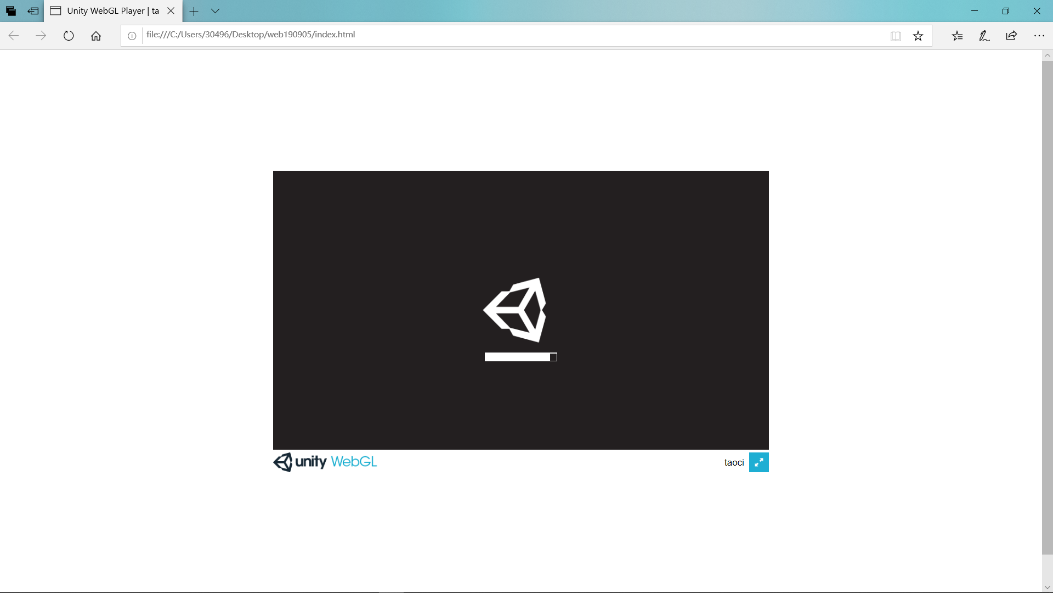 Unity WebGL Player | ta
file:///C:/Users/30496/Desktop/web190905/index.html
unity WebGL
taoci